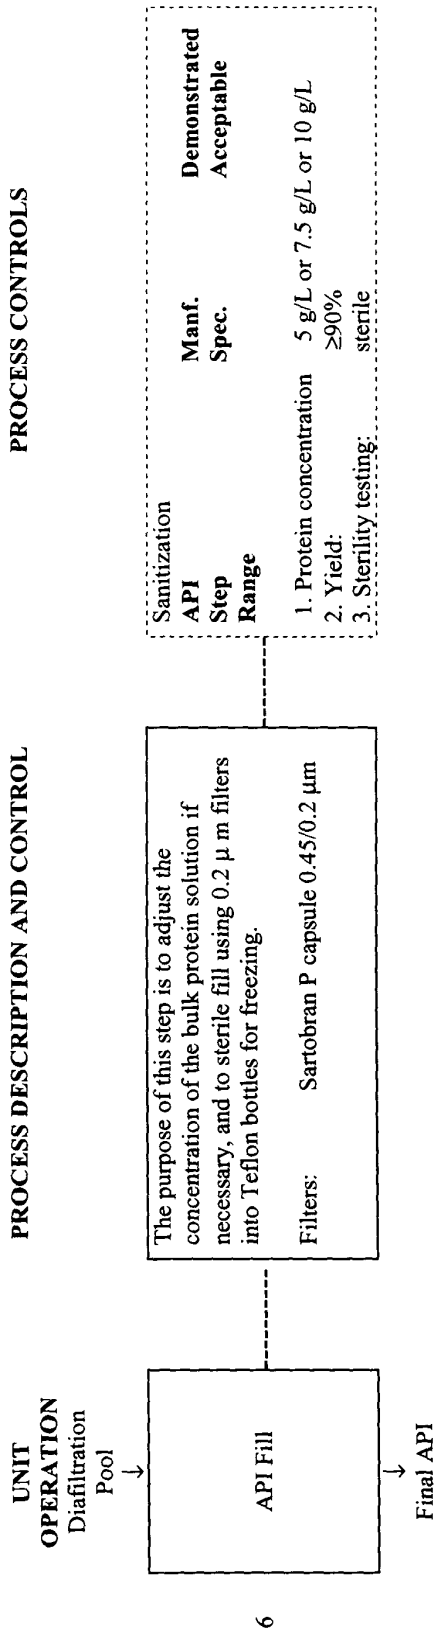 UNIT
OPERATION
Diafiltration
Pool
↓
API Fill
↓
Final API
6
PROCESS DESCRIPTION AND CONTROL
The purpose of this step is to adjust the
concentration of the bulk protein solution if
necessary, and to sterile fill using 0.2 µ m filters
into Teflon bottles for freezing.
Filters: Sartobran P capsule 0.45/0.2 µm
PROCESS CONTROLS
Sanitization
API Manf. Demonstrated
Step Spec. Acceptable
Range
1. Protein concentration 5 g/L or 7.5 g/L or 10 g/L
2. Yield: ≥90%
3. Sterility testing: sterile